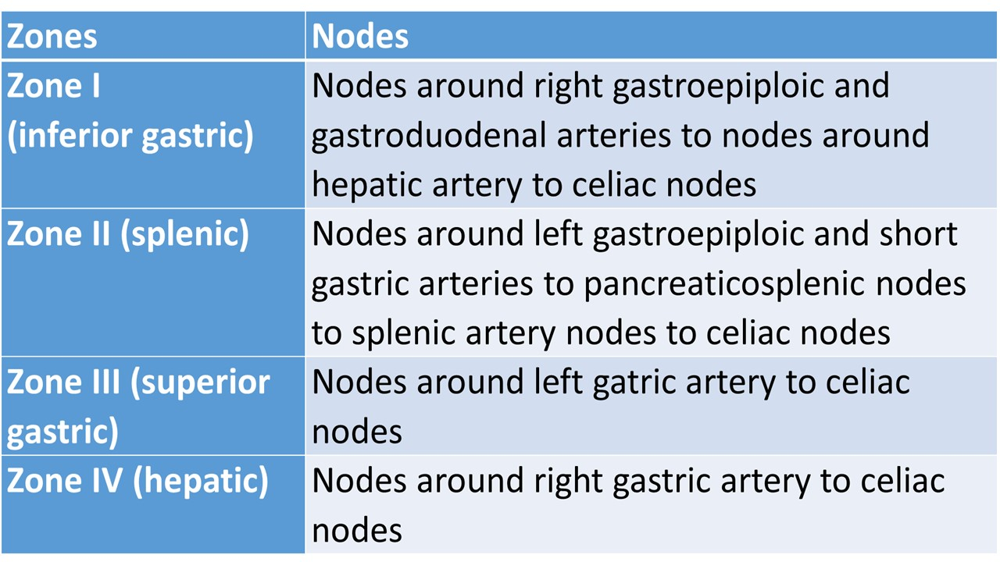 Zones
Nodes
Zone I
(inferior gastric)
Nodes around right gastroepiploic and
gastroduodenal arteries to nodes around
hepatic artery to celiac nodes
Zone II (splenic)
Nodes around left gastroepiploic and short
gastric arteries to pancreaticosplenic nodes
to splenic artery nodes to celiac nodes
Zone III (superior
gastric)
Nodes around left gatric artery to celiac
nodes
Zone IV (hepatic)
Nodes around right gastric artery to celiac
nodes